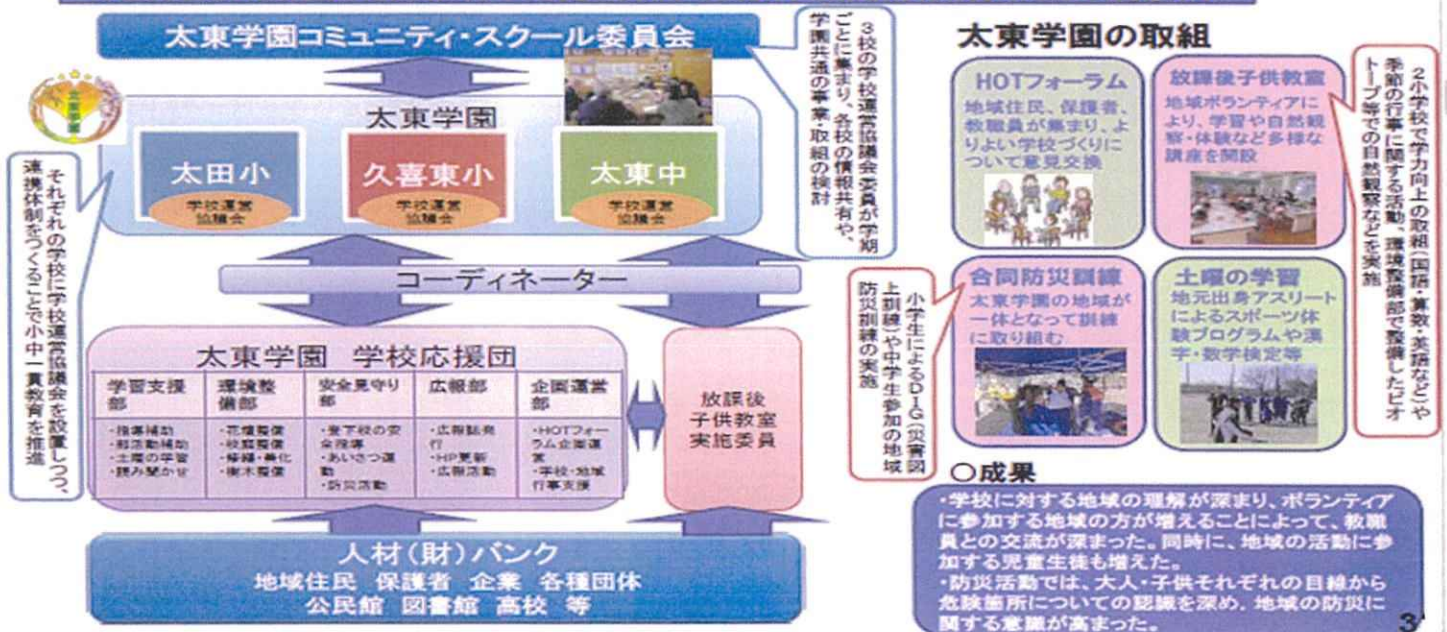 太東学園コミュニティ・スクール委員会
3校の学校運営協議会委員が学期
ごとに集まり、各校の情報共有や、
学園共通の事業・取組の検討
太東学園
太東学園
太田小
学校運営
協議会
久喜東小
学校運営
協議会
太東中
学校運営
協議会
それぞれの学校に学校運営協議会を設置しつつ、
連携体制をつくることで小中一貫教育を推進
コーディネーター
太東学園 学校応援団
学習支援
部
・指導補助
・部活動補助
・土曜の学習
・読み聞かせ
環境整
備部
・花壇整備
・校庭整備
・修繕・美化
・樹木整備
安全見守り
部
・登下校の安
全指導
・あいさつ運
動
・防災活動
広報部
・広報誌発
行
・HP更新
・広報活動
企画運営
部
・HOTフォー
ラム企画運
営
・学校・地域
行事支援
放課後
子供教室
実施委員
人材(財)バンク
地域住民 保護者 企業 各種団体
公民館 図書館 高校 等
太東学園の取組
HOTフォーラム
地域住民、保護者、
教職員が集まり、よ
りよい学校づくりに
ついて意見交換
放課後子供教室
地域ボランティアに
より、学習や自然観
察・体験など多様な
講座を開設
2小学校で学力向上の取組(国語・算数・英語など)や
季節の行事に関する活動、環境整備部で整備したビオ
トープ等での自然観察などを実施
合同防災訓練
太東学園の地域が
一体となって訓練
に取り組む
小学生によるDIG(災害図
上訓練)や中学生参加の地域
防災訓練の実施
土曜の学習
地元出身アスリート
によるスポーツ体
験プログラムや漢
字・数学検定等
○成果
・学校に対する地域の理解が深まり、ボランティア
に参加する地域の方が増えることによって、教職
員との交流が深まった。同時に、地域の活動に参
加する児童生徒も増えた。
・防災活動では、大人・子供それぞれの目線から
危険箇所についての認識を深め、地域の防災に
関する意識が高まった。
3